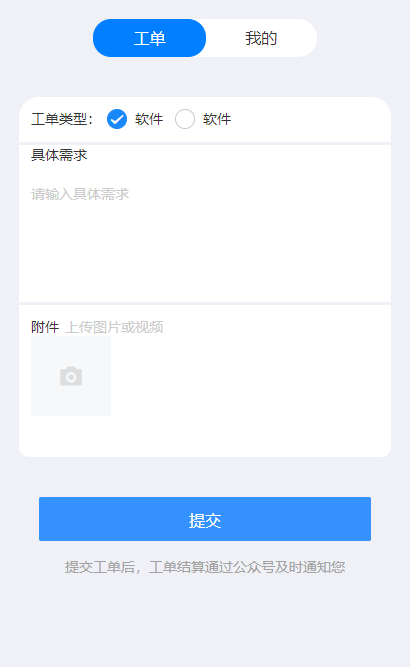 工单 我的
工单类型： 软件 软件
具体需求
请输入具体需求
附件 上传图片或视频
提交
提交工单后，工单结算通过公众号及时通知您